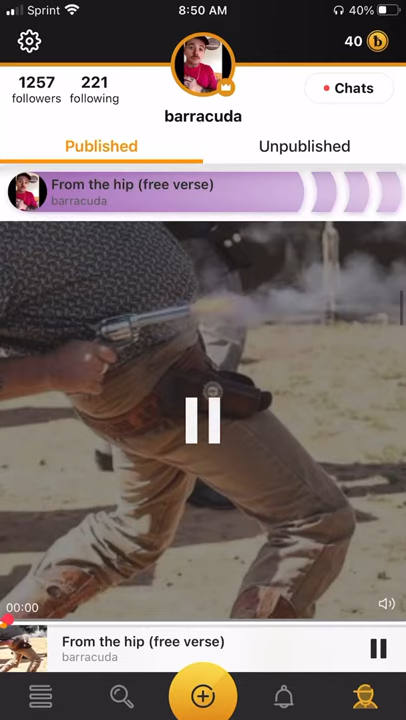 Sprint 8:50 AM 40%
40 b
1257 221
followers following
Chats
barracuda
Published Unpublished
From the hip (free verse)
barracuda
00:00
From the hip (free verse)
barracuda